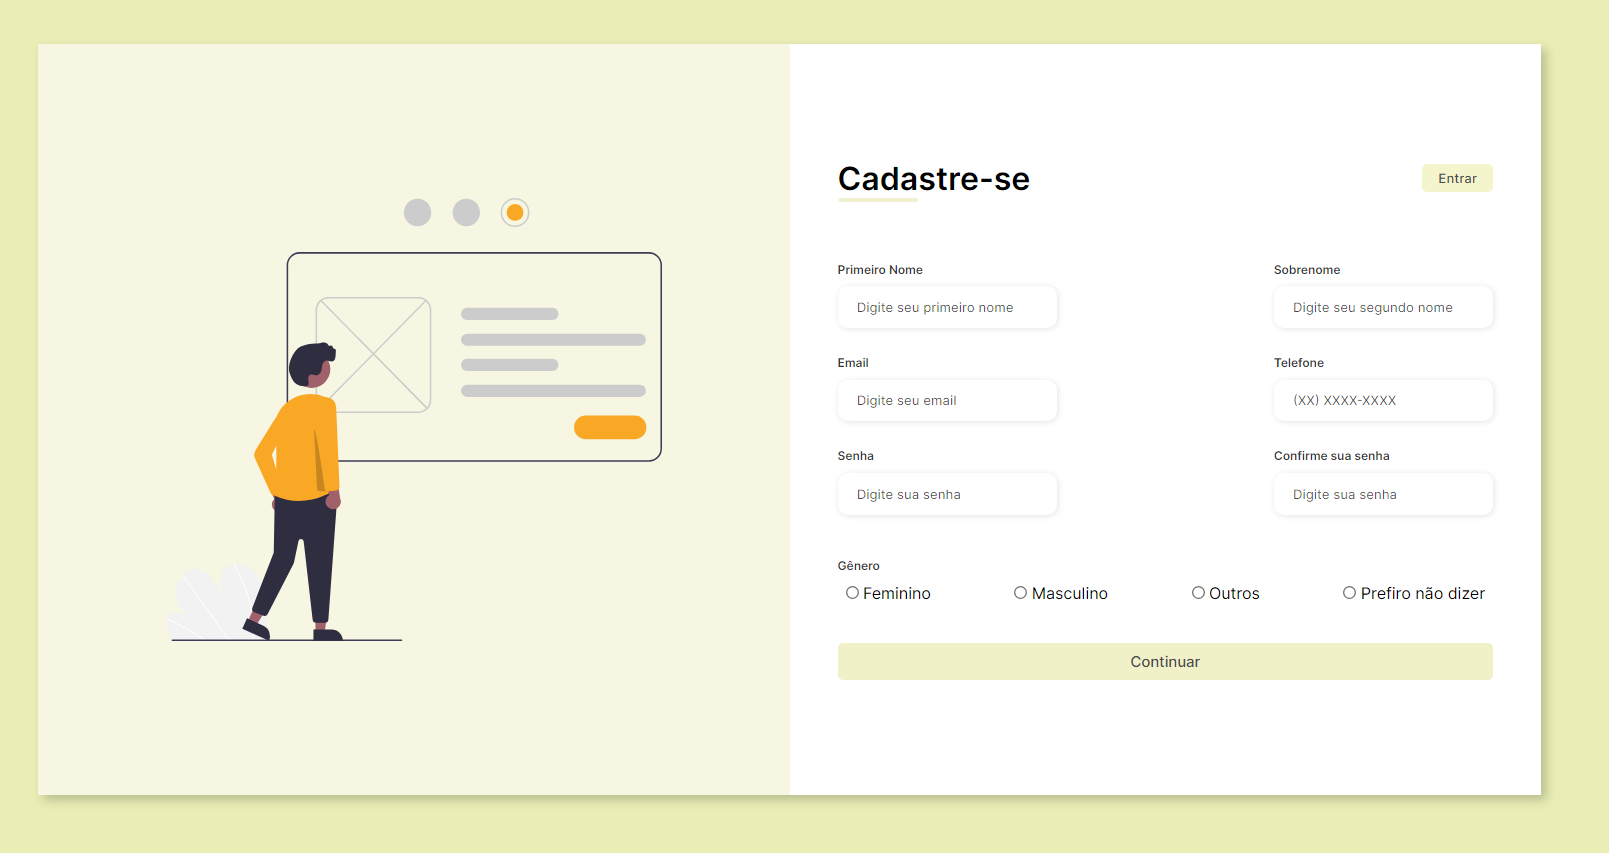 Cadastre-se
Entrar
Primeiro Nome
Sobrenome
Digite seu primeiro nome
Digite seu segundo nome
Email
Telefone
Digite seu email
(XX) XXXX-XXXX
Senha
Confirme sua senha
Digite sua senha
Digite sua senha
Gênero
Feminino
Masculino
Outros
Prefiro não dizer
Continuar